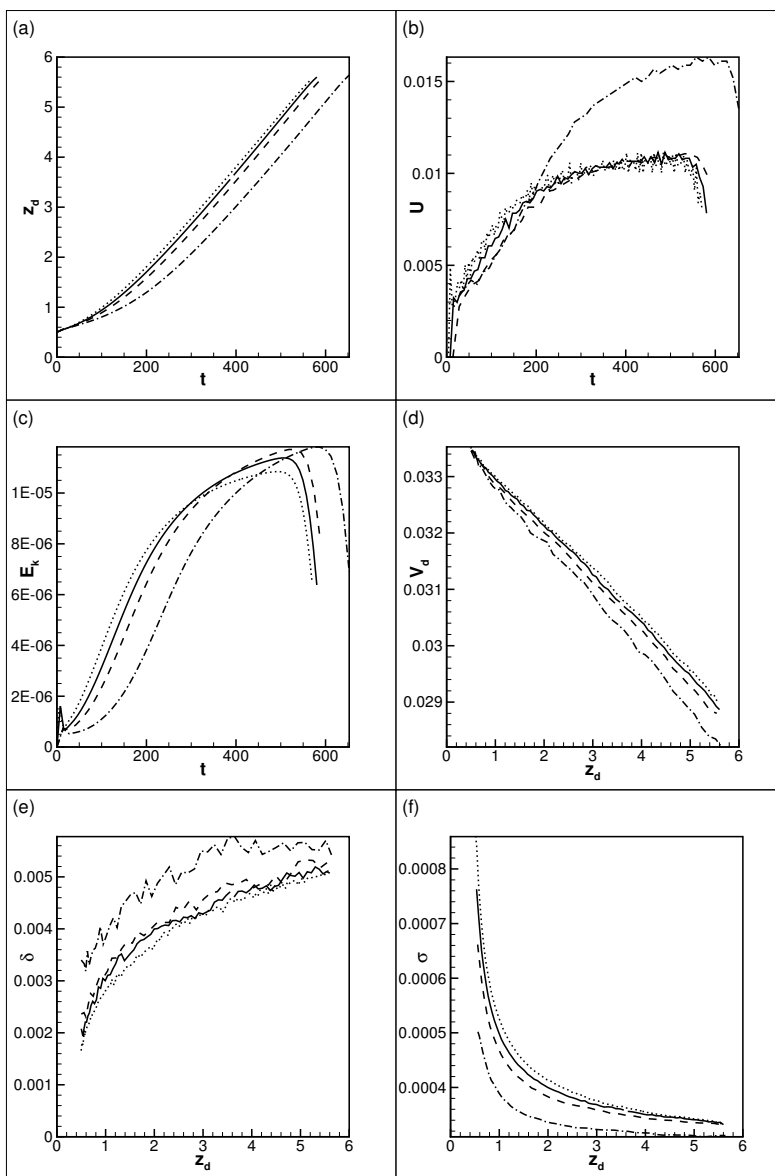 (a)
6
5
4
3
2
1
0
z_d
0 200 400 600
t
(b)
0.015
0.01
0.005
0
U
0 200 400 600
t
(c)
1E-05
8E-06
6E-06
4E-06
2E-06
E_k
0 200 400 600
t
(d)
0.033
0.032
0.031
0.03
0.029
V_d
0 1 2 3 4 5 6
z_d
(e)
0.005
0.004
0.003
0.002
0.001
0
δ
0 1 2 3 4 5 6
z_d
(f)
0.0008
0.0007
0.0006
0.0005
0.0004
σ
0 1 2 3 4 5 6
z_d